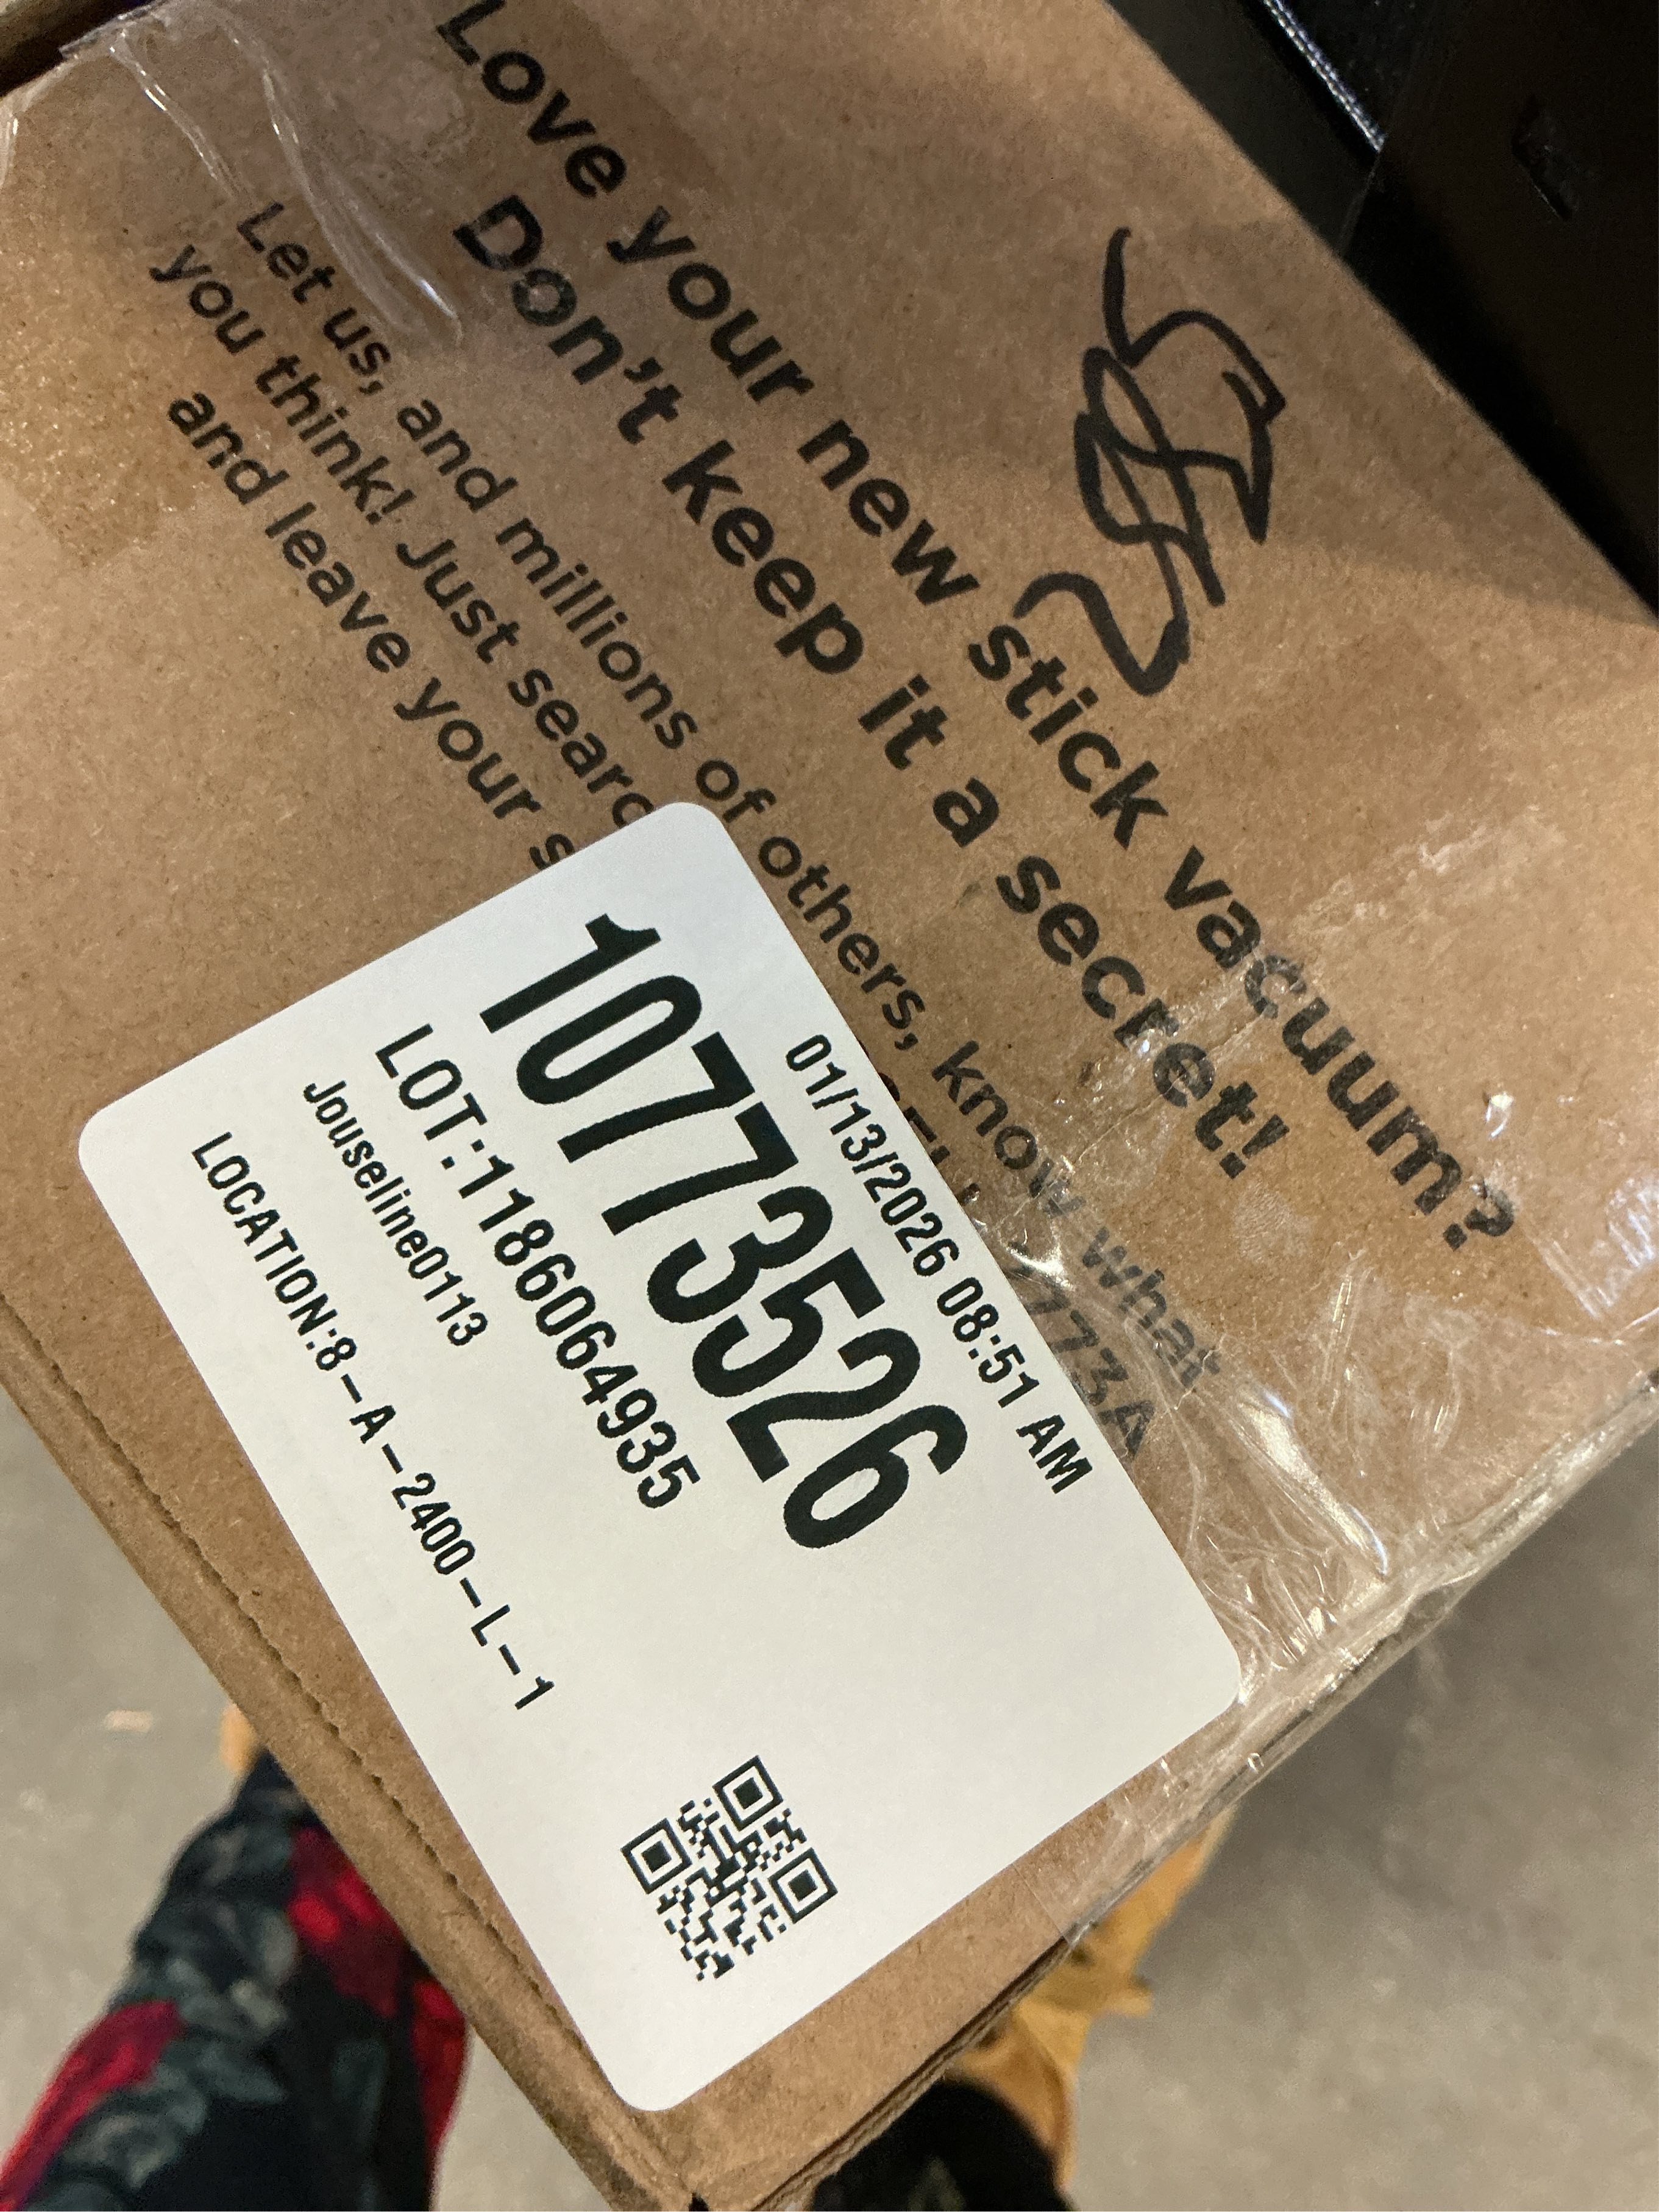 Love your new stick vacuum?
Don't keep it a secret!
Let us, and millions of others, know what
you think! Just searc 773A
and leave your s
01/13/2026 08:51 AM
10773526
LOT:1186064935
Jouseline0113
LOCATION:8-A-2400-L-1